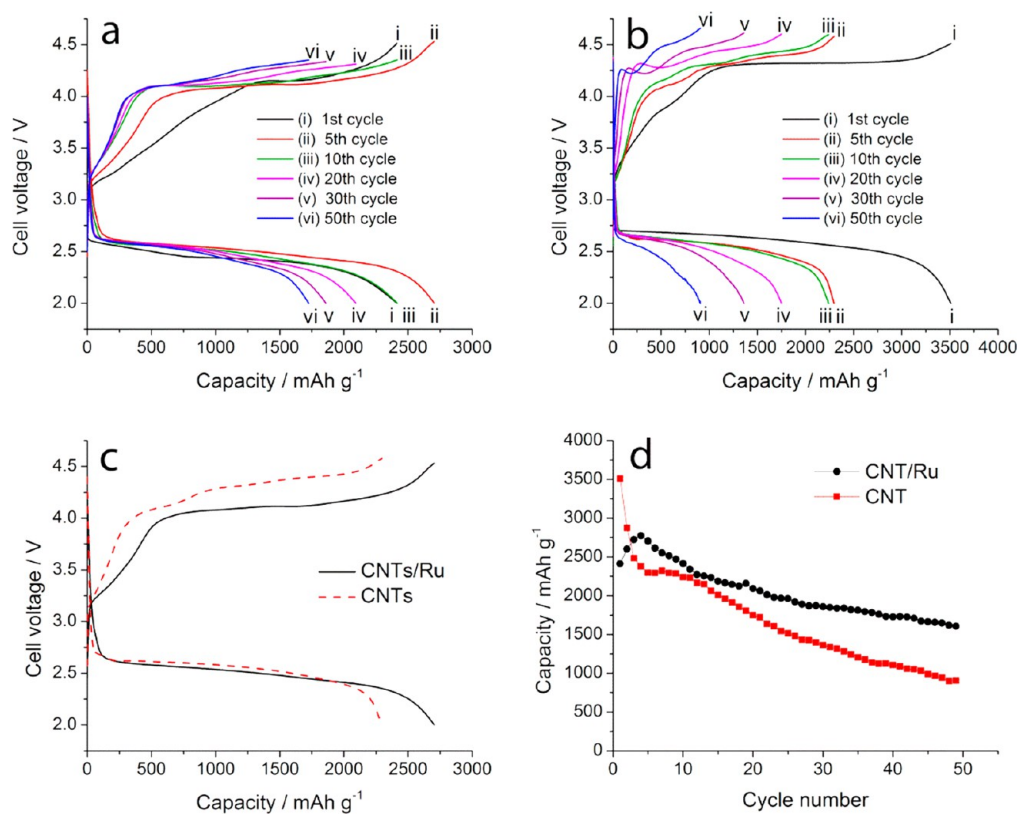 a
vi v iv iii i ii
4.5
4.0
3.5
3.0
2.5
2.0
Cell voltage / V
(i) 1st cycle
(ii) 5th cycle
(iii) 10th cycle
(iv) 20th cycle
(v) 30th cycle
(vi) 50th cycle
vi v iv i iii ii
0 500 1000 1500 2000 2500 3000
Capacity / mAh g⁻¹
b
vi v iv iii ii i
4.5
4.0
3.5
3.0
2.5
2.0
Cell voltage / V
(i) 1st cycle
(ii) 5th cycle
(iii) 10th cycle
(iv) 20th cycle
(v) 30th cycle
(vi) 50th cycle
vi v iv iii ii i
0 500 1000 1500 2000 2500 3000 3500 4000
Capacity / mAh g⁻¹
c
4.5
4.0
3.5
3.0
2.5
2.0
Cell voltage / V
CNTs/Ru
CNTs
0 500 1000 1500 2000 2500 3000
Capacity / mAh g⁻¹
d
4000
3500
3000
2500
2000
1500
1000
500
0
Capacity / mAh g⁻¹
CNT/Ru
CNT
0 10 20 30 40 50
Cycle number